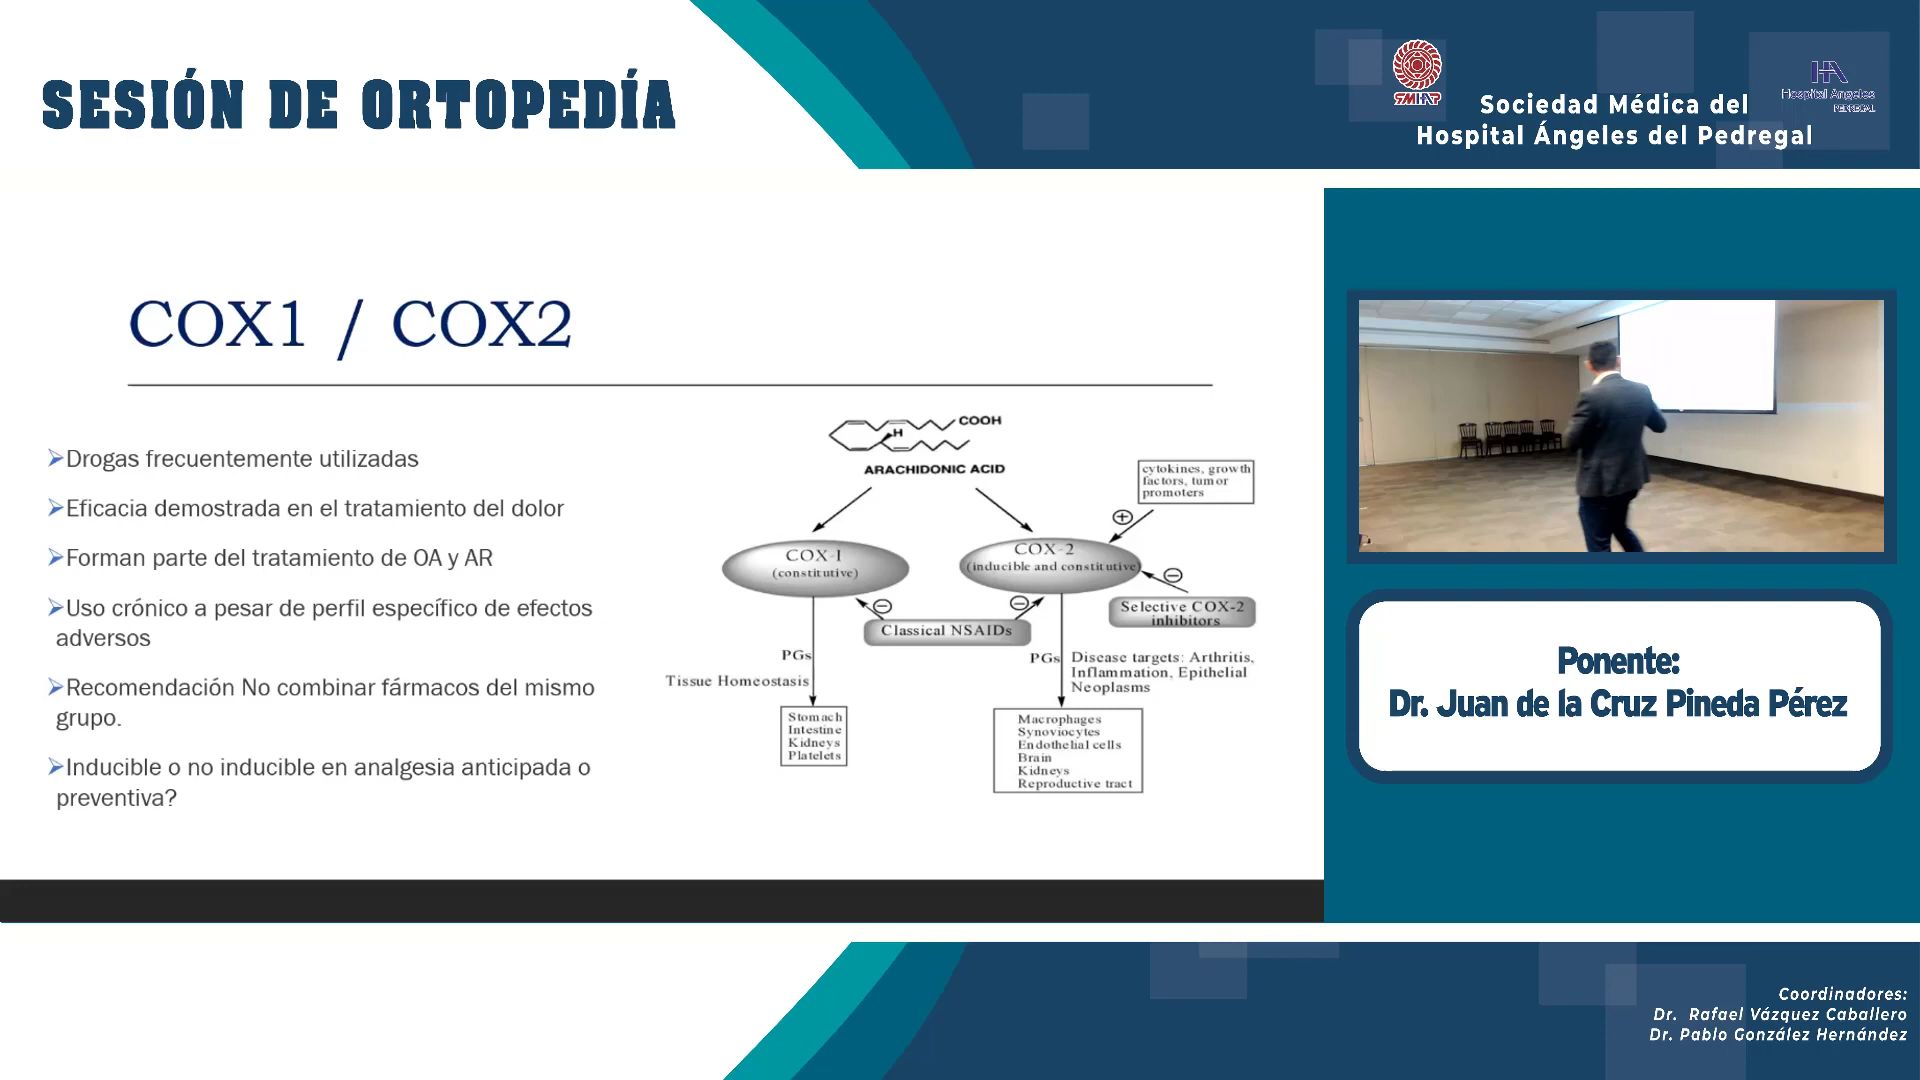 SESIÓN DE ORTOPEDÍA
SMHAP
Sociedad Médica del
Hospital Ángeles del Pedregal
HA
Hospital Angeles
PEDREGAL
COX1 / COX2
➢Drogas frecuentemente utilizadas
➢Eficacia demostrada en el tratamiento del dolor
➢Forman parte del tratamiento de OA y AR
➢Uso crónico a pesar de perfil específico de efectos
adversos
➢Recomendación No combinar fármacos del mismo
grupo.
➢Inducible o no inducible en analgesia anticipada o
preventiva?
COOH
H
ARACHIDONIC ACID
cytokines, growth
factors, tumor
promoters
+
COX-1
(constitutive)
COX-2
(inducible and constitutive)
−
−
−
Classical NSAIDs
Selective COX-2
inhibitors
PGs
Tissue Homeostasis
PGs
Disease targets: Arthritis,
Inflammation, Epithelial
Neoplasms
Stomach
Intestine
Kidneys
Platelets
Macrophages
Synoviocytes
Endothelial cells
Brain
Kidneys
Reproductive tract
Ponente:
Dr. Juan de la Cruz Pineda Pérez
Coordinadores:
Dr. Rafael Vázquez Caballero
Dr. Pablo González Hernández